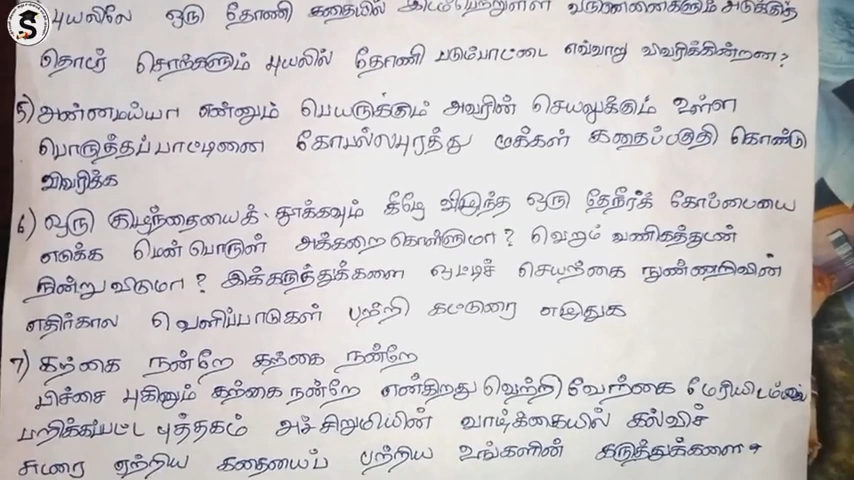 புயலிலே ஒரு தோணி கதையில் இடம்பெற்றுள்ள வருணனைகளும் அடுக்குத்
தொடர் சொற்களும் புயலில் தோணி படும்பாட்டை எவ்வாறு விவரிக்கின்றன?
5) அன்னமய்யா என்னும் பெயருக்கும் அவரின் செயலுக்கும் உள்ள
பொருத்தப்பாட்டினை கோபல்லபுரத்து மக்கள் கதைப்பகுதி கொண்டு
விவரிக்க
6) ஒரு குழந்தையைக் தூக்கவும் கீழே விழுந்த ஒரு தேநீர்க் கோப்பையை
எடுக்க மென்பொருள் அக்கறைகொள்ளுமா? வெறும் வணிகத்துடன்
நின்று விடுமா? இக்கருத்துக்களை ஒட்டிச் செயற்கை நுண்ணறிவின்
எதிர்கால வெளிப்பாடுகள் பற்றி கட்டுரை எழுதுக
7) கற்கை நன்றே கற்கை நன்றே
பிச்சை புகினும் கற்கை நன்றே என்கிறது வெற்றி வேற்கை மேரியிடமிருந்து
பறிக்கப்பட்ட புத்தகம் அச்சிறுமியின் வாழ்க்கையில் கல்விச்
சுடரை ஏற்றிய கதையைப் பற்றிய உங்களின் கருத்துக்களை